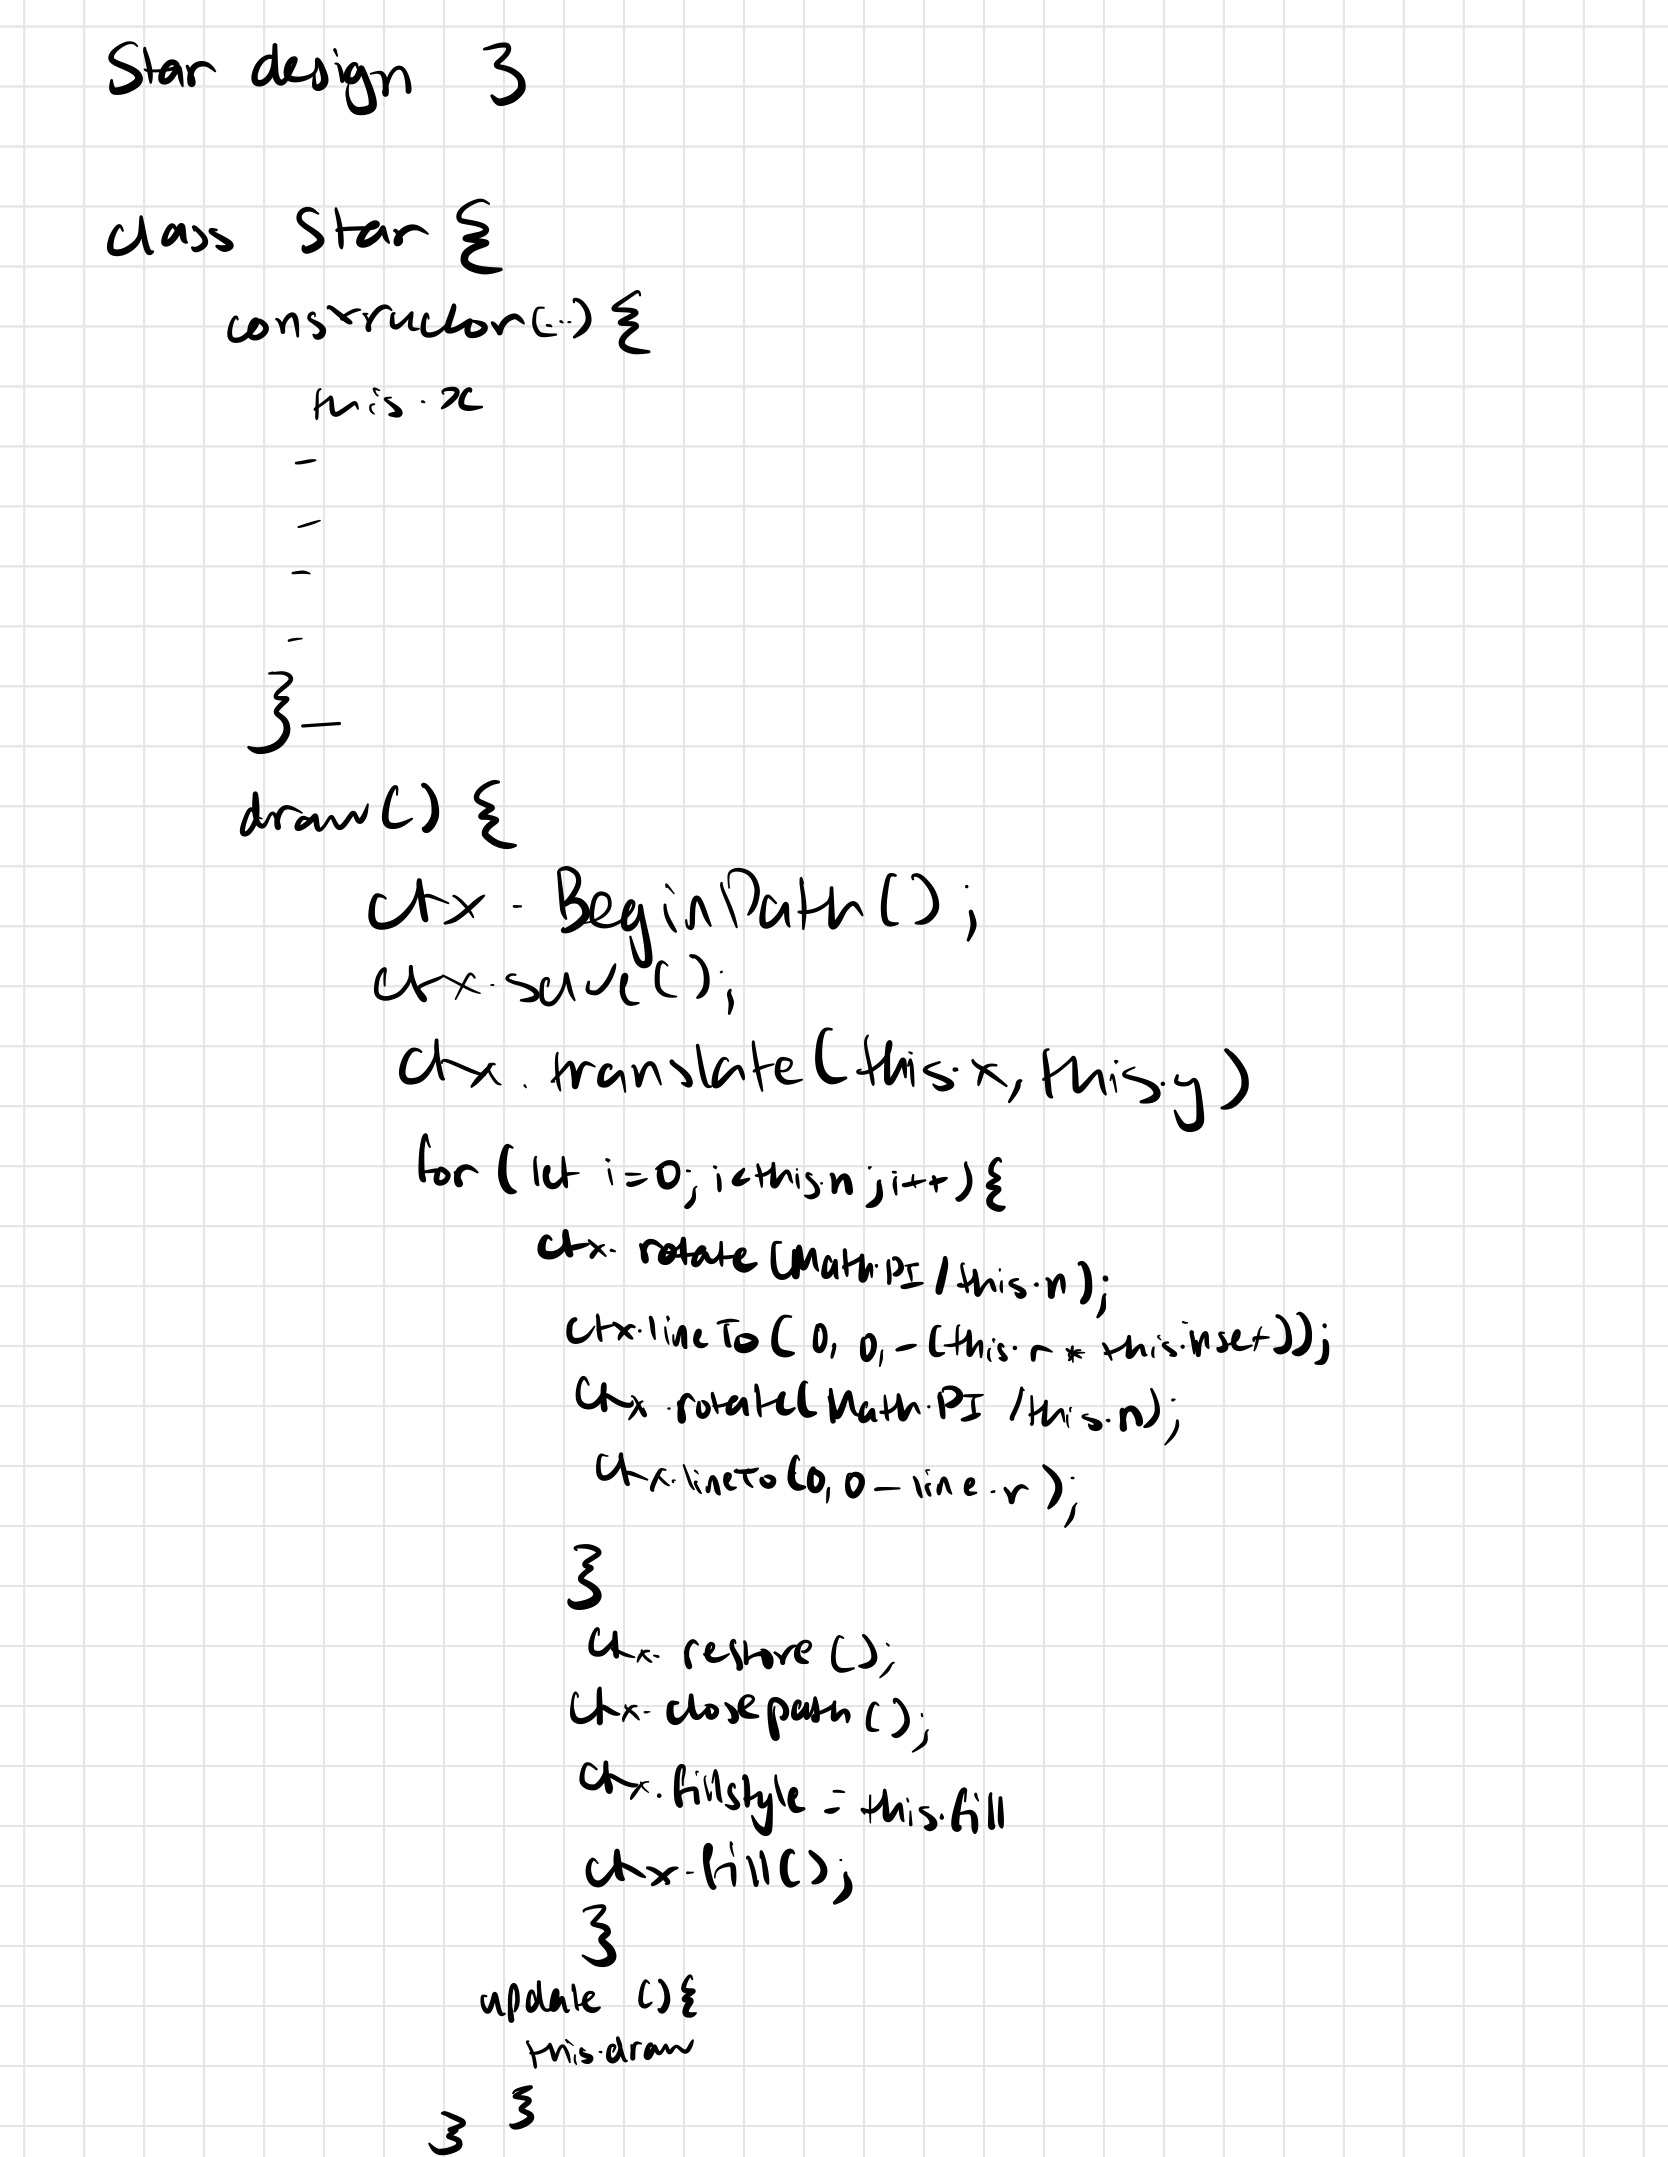 Star design 3
class Star {
constructor(...) {
this.x
-
-
-
-
} —
draw() {
ctx.BeginPath();
ctx.save();
ctx.translate(this.x, this.y)
for (let i=0; i<this.n; i++){
ctx.rotate(Math.PI/this.n);
ctx.lineTo(0, 0,-(this.r * this.inset));
ctx.rotate(Math.PI/this.n);
ctx.lineTo(0,0-line.r);
}
ctx.restore();
ctx.closepath();
ctx.fillstyle = this.fill
ctx.fill();
}
update (){
this.draw
}
}